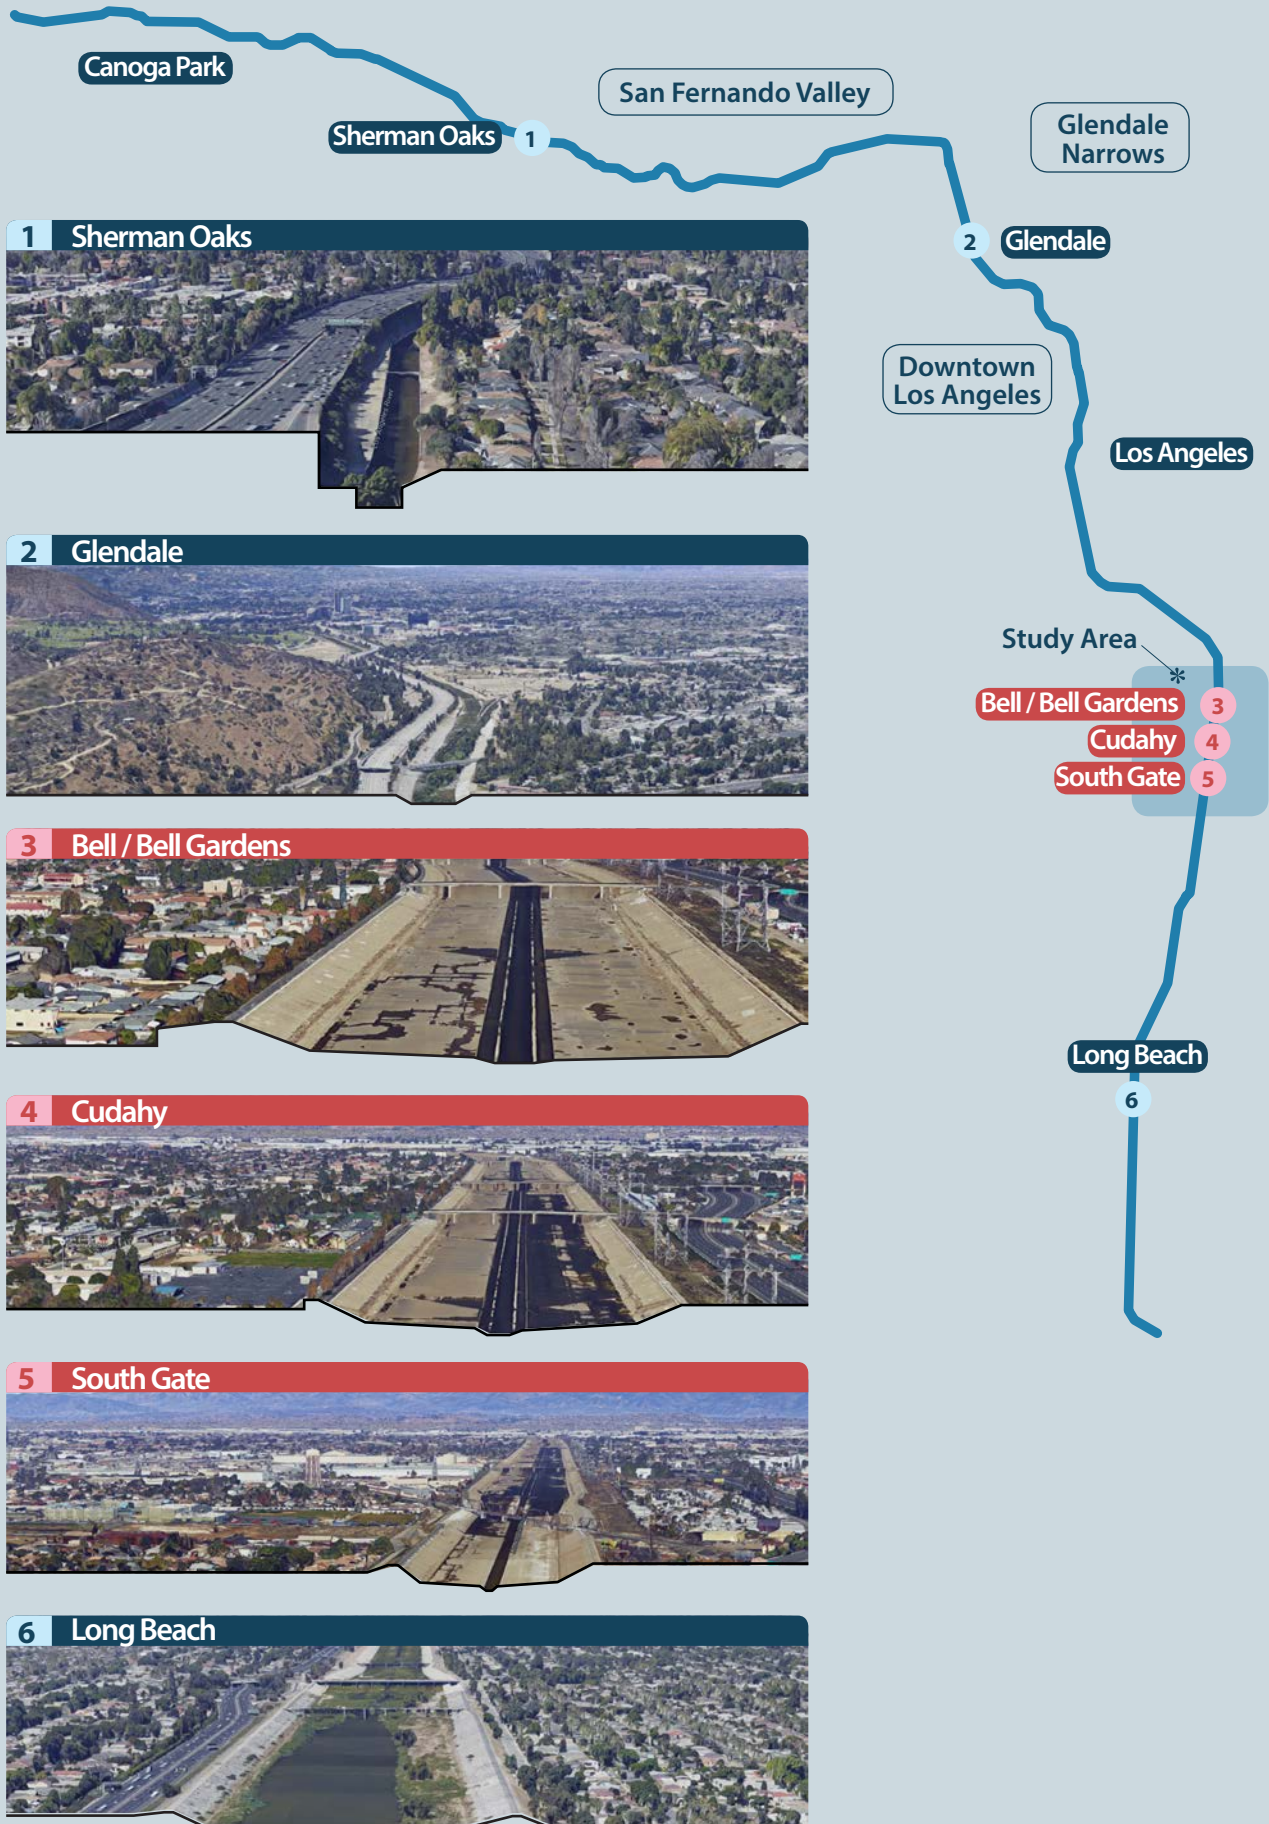 Canoga Park
San Fernando Valley
Sherman Oaks
1
Glendale
Narrows
2
Glendale
Downtown
Los Angeles
Los Angeles
Study Area
*
Bell / Bell Gardens
3
Cudahy
4
South Gate
5
Long Beach
6
1 Sherman Oaks
2 Glendale
3 Bell / Bell Gardens
4 Cudahy
5 South Gate
6 Long Beach